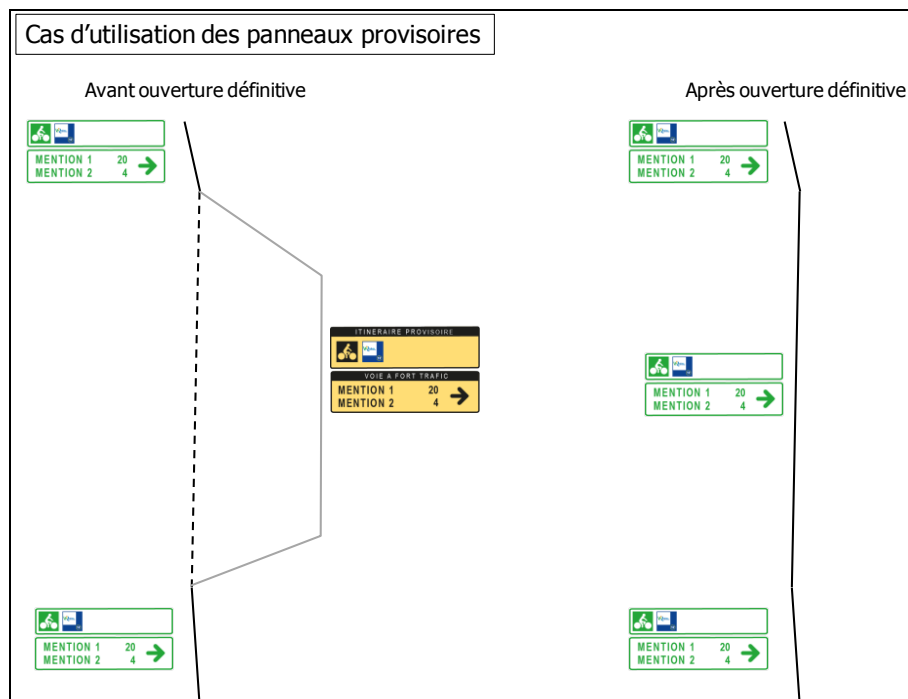 Cas d’utilisation des panneaux provisoires
Avant ouverture définitive
Après ouverture définitive
MENTION 1 20
MENTION 2 4
MENTION 1 20
MENTION 2 4
ITINERAIRE PROVISOIRE
VOIE A FORT TRAFIC
MENTION 1 20
MENTION 2 4
MENTION 1 20
MENTION 2 4
MENTION 1 20
MENTION 2 4
MENTION 1 20
MENTION 2 4